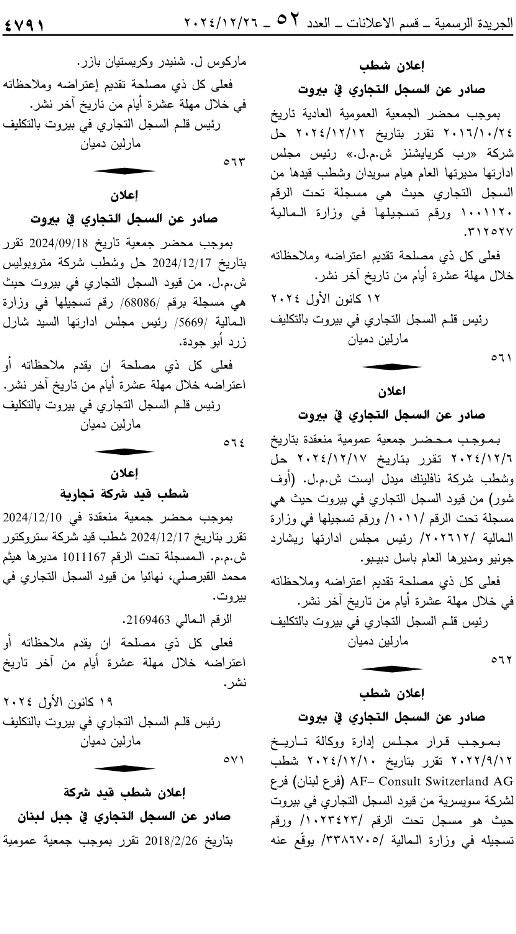 الجريدة الرسمية – قسم الاعلانات – العدد ٥٢ – ٢٠٢٤/١٢/٢٦
٤٧٩١
إعلان شطب
صادر عن السجل التجاري في بيروت
بموجب محضر الجمعية العمومية العادية تاريخ
٢٠١٦/١٠/٢٤ تقرر بتاريخ ٢٠٢٤/١٢/١٢ حل
شركة «رب كريايشنز ش.م.ل.» رئيس مجلس
ادارتها مديرتها العام هيام سويدان وشطب قيدها من
السجل التجاري حيث هي مسجلة تحت الرقم
١٠٠١١٢٠ ورقم تسجيلها في وزارة المالية
٣١٢٥٢٧.
فعلى كل ذي مصلحة تقديم اعتراضه وملاحظاته
خلال مهلة عشرة أيام من تاريخ آخر نشر.
١٢ كانون الأول ٢٠٢٤
رئيس قلم السجل التجاري في بيروت بالتكليف
مارلين دميان
٥٦١
اعلان
صادر عن السجل التجاري في بيروت
بموجب محضر جمعية عمومية منعقدة بتاريخ
٢٠٢٤/١٢/٦ تقرر بتاريخ ٢٠٢٤/١٢/١٧ حل
وشطب شركة نافلينك ميدل ايست ش.م.ل. (أوف
شور) من قيود السجل التجاري في بيروت حيث هي
مسجلة تحت الرقم /١٠١١/ ورقم تسجيلها في وزارة
المالية /٢٠٢٦١٢/ رئيس مجلس ادارتها ريشارد
جونيو ومديرها العام باسل دبيبو.
فعلى كل ذي مصلحة تقديم اعتراضه وملاحظاته
في خلال مهلة عشرة أيام من تاريخ آخر نشر.
رئيس قلم السجل التجاري في بيروت بالتكليف
مارلين دميان
٥٦٢
إعلان شطب
صادر عن السجل التجاري في بيروت
بموجب قرار مجلس إدارة ووكالة تاريخ
٢٠٢٢/٩/١٢ تقرر بتاريخ ٢٠٢٤/١٢/١٠ شطب
AF– Consult Switzerland AG (فرع لبنان) فرع
لشركة سويسرية من قيود السجل التجاري في بيروت
حيث هو مسجل تحت الرقم /١٠٢٣٤٢٣/ ورقم
تسجيله في وزارة المالية /٣٣٨٦٧٠٥/ يوقّع عنه
ماركوس ل. شنيدر وكريستيان بازر.
فعلى كل ذي مصلحة تقديم إعتراضه وملاحظاته
في خلال مهلة عشرة أيام من تاريخ آخر نشر.
رئيس قلم السجل التجاري في بيروت بالتكليف
مارلين دميان
٥٦٣
إعلان
صادر عن السجل التجاري في بيروت
بموجب محضر جمعية تاريخ 2024/09/18 تقرر
بتاريخ 2024/12/17 حل وشطب شركة متروبوليس
ش.م.ل. من قيود السجل التجاري في بيروت حيث
هي مسجلة برقم /68086/ رقم تسجيلها في وزارة
المالية /5669/ رئيس مجلس ادارتها السيد شارل
زرد أبو جودة.
فعلى كل ذي مصلحة ان يقدم ملاحظاته أو
اعتراضه خلال مهلة عشرة أيام من تاريخ آخر نشر.
رئيس قلم السجل التجاري في بيروت بالتكليف
مارلين دميان
٥٦٤
إعلان
شطب قيد شركة تجارية
بموجب محضر جمعية منعقدة في 2024/12/10
تقرر بتاريخ 2024/12/17 شطب قيد شركة ستروكتور
ش.م.م. المسجلة تحت الرقم 1011167 مديرها هيثم
محمد القبرصلي، نهائيا من قيود السجل التجاري في
بيروت.
الرقم المالي 2169463.
فعلى كل ذي مصلحة ان يقدم ملاحظاته أو
اعتراضه خلال مهلة عشرة أيام من آخر تاريخ
نشر.
١٩ كانون الأول ٢٠٢٤
رئيس قلم السجل التجاري في بيروت بالتكليف
مارلين دميان
٥٧١
إعلان شطب قيد شركة
صادر عن السجل التجاري في جبل لبنان
بتاريخ 2018/2/26 تقرر بموجب جمعية عمومية